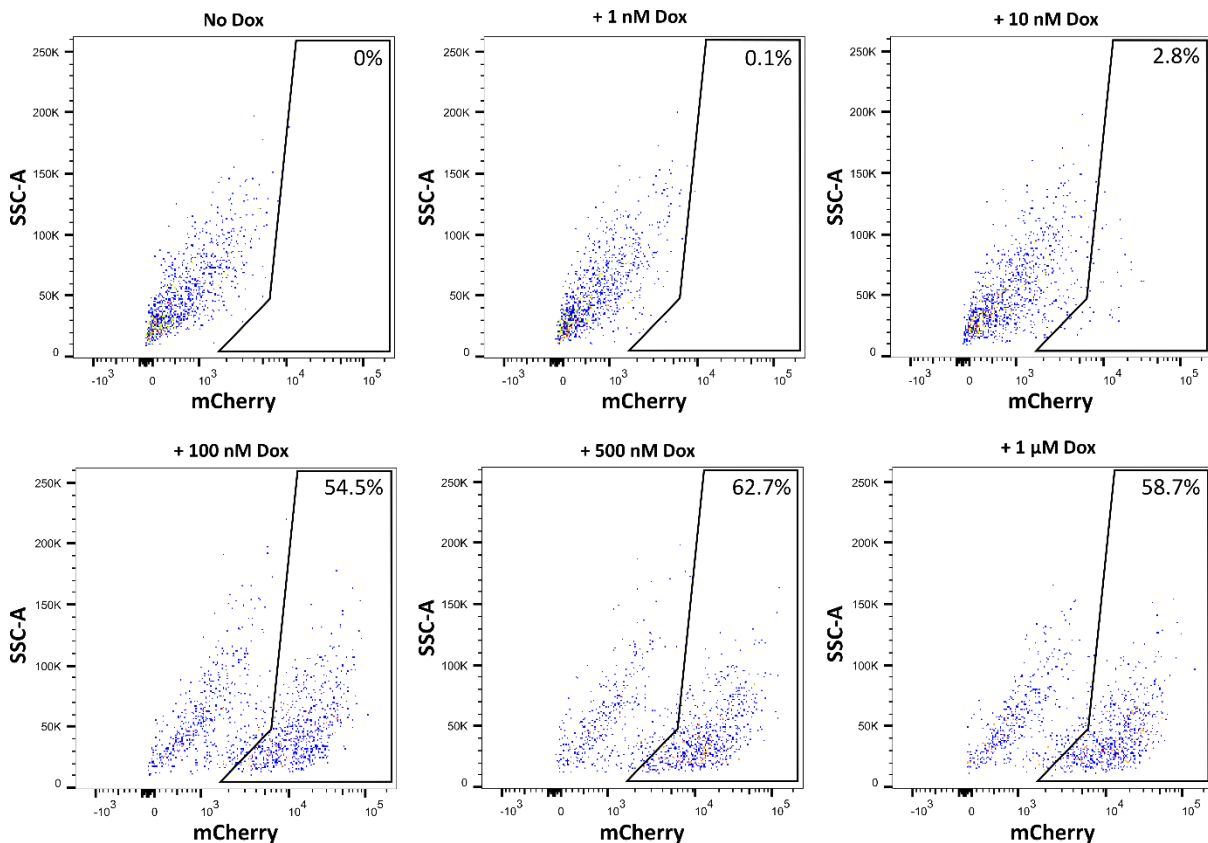 No Dox
+ 1 nM Dox
+ 10 nM Dox
0%
0.1%
2.8%
250K
200K
150K
100K
50K
0
SSC-A
-10³ 0 10³ 10⁴ 10⁵
mCherry
250K
200K
150K
100K
50K
0
SSC-A
-10³ 0 10³ 10⁴ 10⁵
mCherry
250K
200K
150K
100K
50K
0
SSC-A
-10³ 0 10³ 10⁴ 10⁵
mCherry
+ 100 nM Dox
+ 500 nM Dox
+ 1 µM Dox
54.5%
62.7%
58.7%
250K
200K
150K
100K
50K
0
SSC-A
-10³ 0 10³ 10⁴ 10⁵
mCherry
250K
200K
150K
100K
50K
0
SSC-A
-10³ 0 10³ 10⁴ 10⁵
mCherry
250K
200K
150K
100K
50K
0
SSC-A
-10³ 0 10³ 10⁴ 10⁵
mCherry